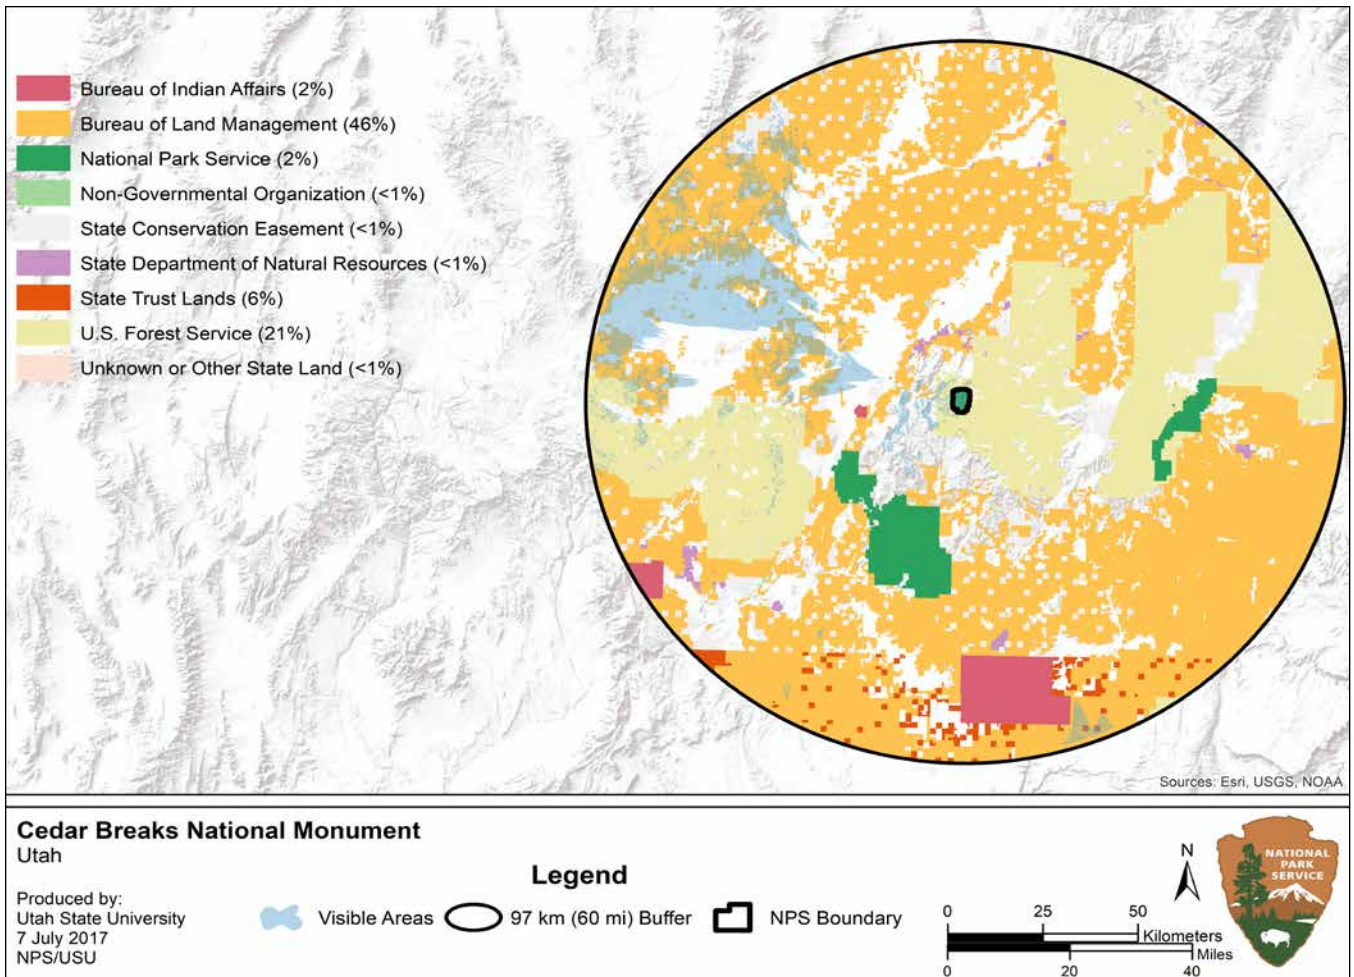 Bureau of Indian Affairs (2%)
Bureau of Land Management (46%)
National Park Service (2%)
Non-Governmental Organization (<1%)
State Conservation Easement (<1%)
State Department of Natural Resources (<1%)
State Trust Lands (6%)
U.S. Forest Service (21%)
Unknown or Other State Land (<1%)
Sources: Esri, USGS, NOAA
Cedar Breaks National Monument
Utah
Produced by:
Utah State University
7 July 2017
NPS/USU
Legend
Visible Areas
97 km (60 mi) Buffer
NPS Boundary
N
0 25 50
Kilometers
Miles
0 20 40
NATIONAL
PARK
SERVICE